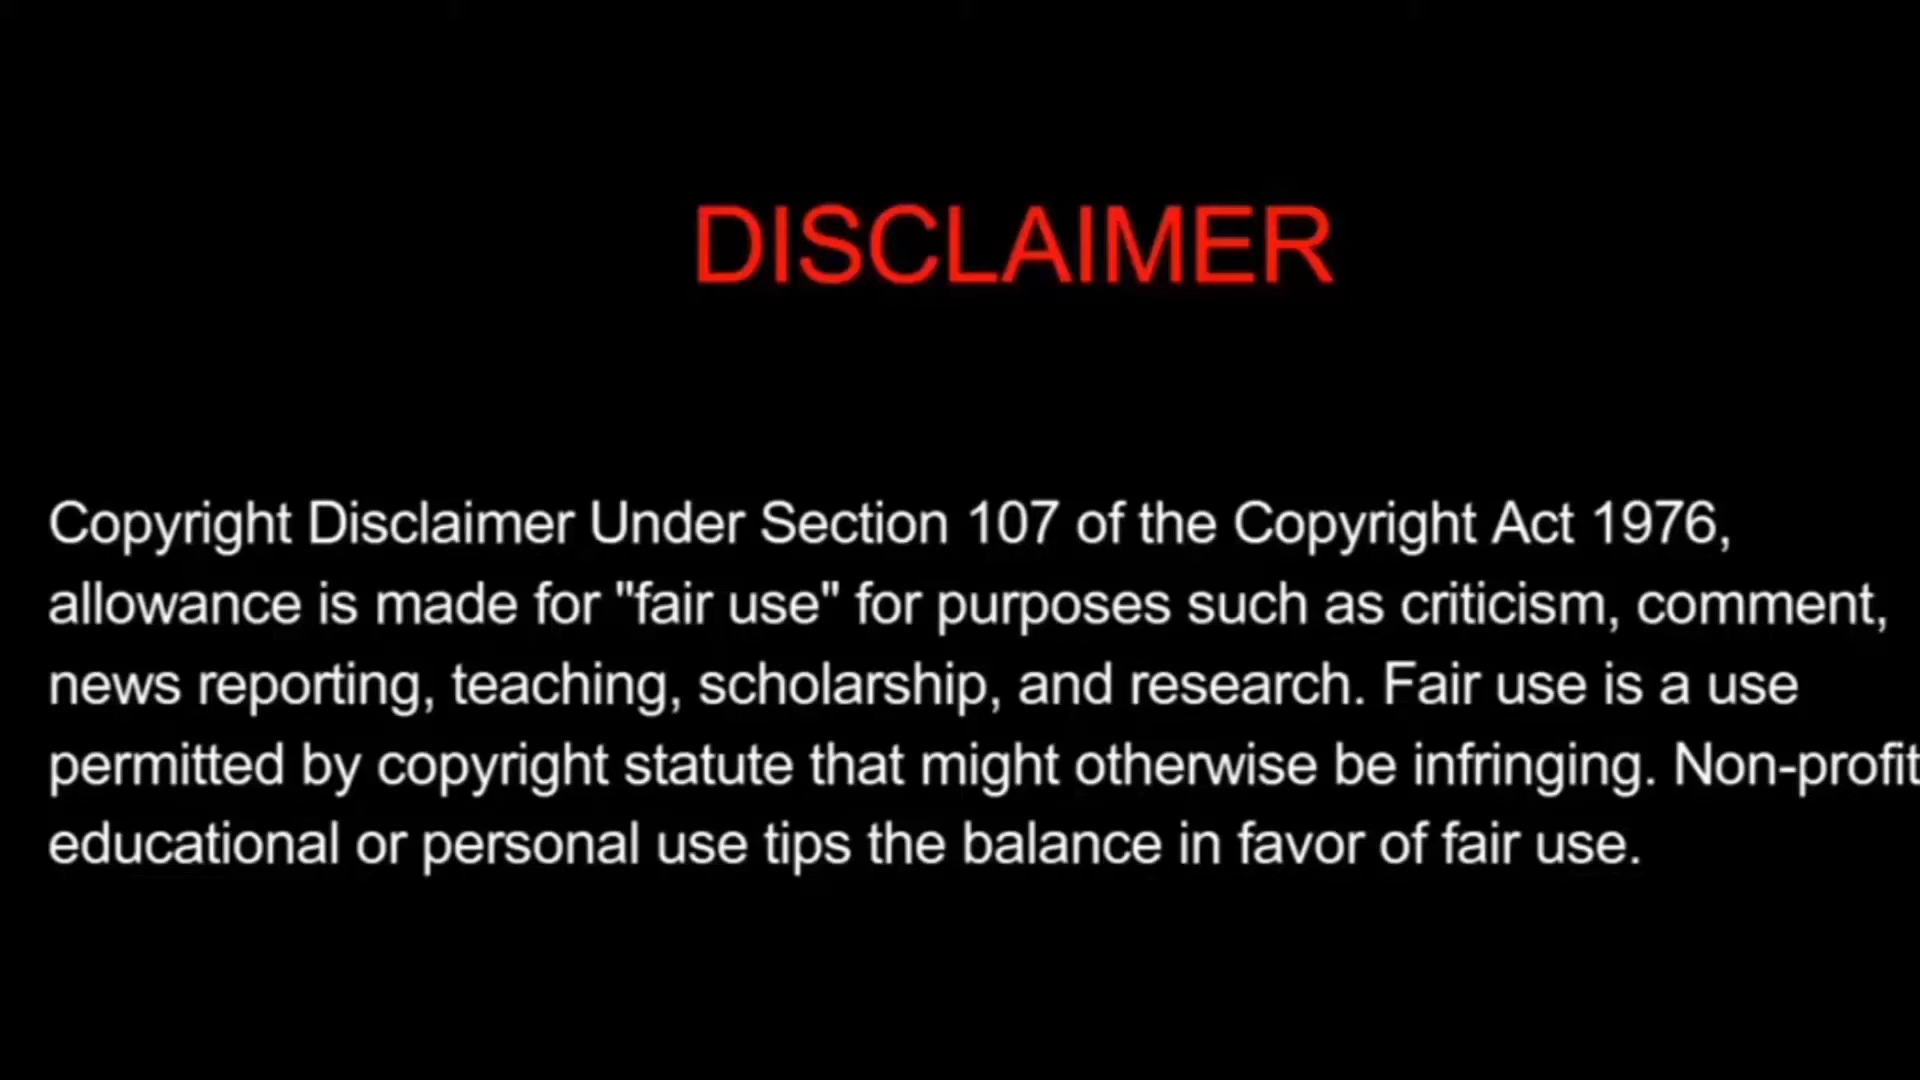 DISCLAIMER
Copyright Disclaimer Under Section 107 of the Copyright Act 1976,
allowance is made for "fair use" for purposes such as criticism, comment,
news reporting, teaching, scholarship, and research. Fair use is a use
permitted by copyright statute that might otherwise be infringing. Non-profit
educational or personal use tips the balance in favor of fair use.